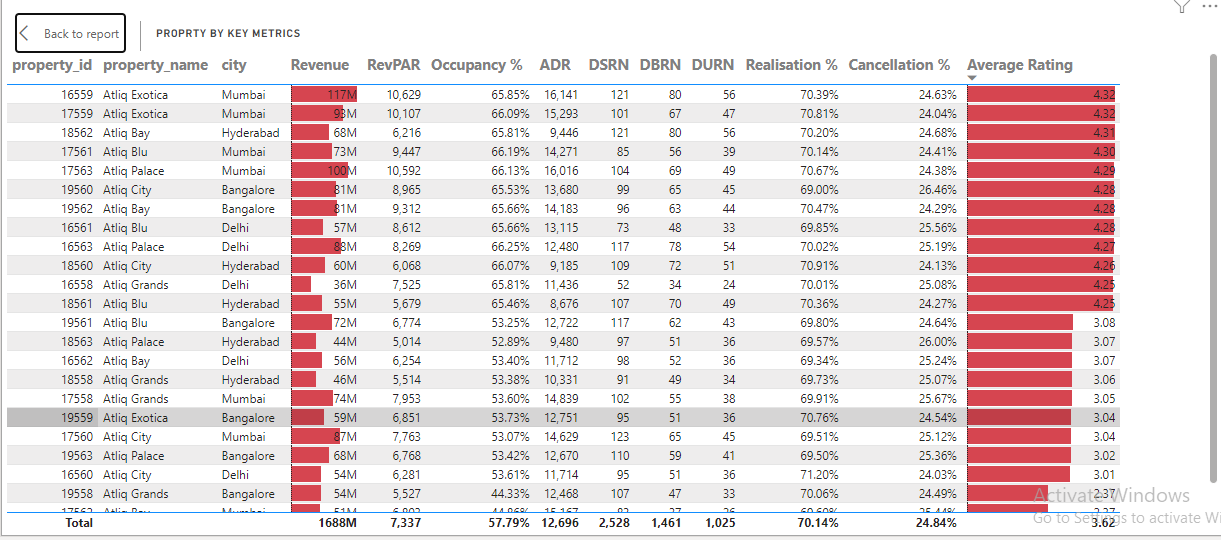 Back to report
PROPRTY BY KEY METRICS
property_id property_name city Revenue RevPAR Occupancy % ADR DSRN DBRN DURN Realisation % Cancellation % Average Rating
16559 Atliq Exotica Mumbai 117M 10,629 65.85% 16,141 121 80 56 70.39% 24.63% 4.32
17559 Atliq Exotica Mumbai 93M 10,107 66.09% 15,293 101 67 47 70.81% 24.04% 4.32
18562 Atliq Bay Hyderabad 68M 6,216 65.81% 9,446 121 80 56 70.20% 24.68% 4.31
17561 Atliq Blu Mumbai 73M 9,447 66.19% 14,271 85 56 39 70.14% 24.41% 4.30
17563 Atliq Palace Mumbai 100M 10,592 66.13% 16,016 104 69 49 70.67% 24.38% 4.29
19560 Atliq City Bangalore 81M 8,965 65.53% 13,680 99 65 45 69.00% 26.46% 4.28
19562 Atliq Bay Bangalore 81M 9,312 65.66% 14,183 96 63 44 70.47% 24.29% 4.28
16561 Atliq Blu Delhi 57M 8,612 65.66% 13,115 73 48 33 69.85% 25.56% 4.28
16563 Atliq Palace Delhi 88M 8,269 66.25% 12,480 117 78 54 70.02% 25.19% 4.27
18560 Atliq City Hyderabad 60M 6,068 66.07% 9,185 109 72 51 70.91% 24.13% 4.26
16558 Atliq Grands Delhi 36M 7,525 65.81% 11,436 52 34 24 70.01% 25.08% 4.25
18561 Atliq Blu Hyderabad 55M 5,679 65.46% 8,676 107 70 49 70.36% 24.27% 4.25
19561 Atliq Blu Bangalore 72M 6,774 53.25% 12,722 117 62 43 69.80% 24.64% 3.08
18563 Atliq Palace Hyderabad 44M 5,014 52.89% 9,480 97 51 36 69.57% 26.00% 3.07
16562 Atliq Bay Delhi 56M 6,254 53.40% 11,712 98 52 36 69.34% 25.24% 3.07
18558 Atliq Grands Hyderabad 46M 5,514 53.38% 10,331 91 49 34 69.73% 25.07% 3.06
17558 Atliq Grands Mumbai 74M 7,953 53.60% 14,839 102 55 38 69.91% 25.67% 3.05
19559 Atliq Exotica Bangalore 59M 6,851 53.73% 12,751 95 51 36 70.76% 24.54% 3.04
17560 Atliq City Mumbai 87M 7,763 53.07% 14,629 123 65 45 69.51% 25.12% 3.04
19563 Atliq Palace Bangalore 68M 6,768 53.42% 12,670 110 59 41 69.50% 25.36% 3.02
16560 Atliq City Delhi 54M 6,281 53.61% 11,714 95 51 36 71.20% 24.03% 3.01
19558 Atliq Grands Bangalore 54M 5,527 44.33% 12,468 107 47 33 70.06% 24.49% 2.37
Total 1688M 7,337 57.79% 12,696 2,528 1,461 1,025 70.14% 24.84% 3.62
Activate Windows
Go to Settings to activate Wi